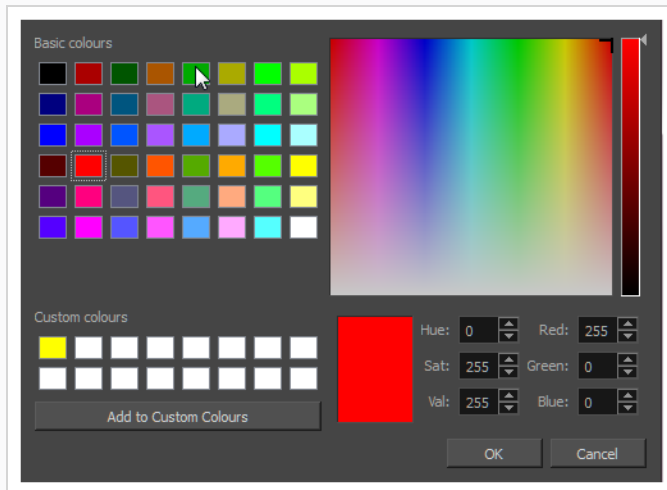 Basic colours
Custom colours
Add to Custom Colours
Hue: 0 Red: 255
Sat: 255 Green: 0
Val: 255 Blue: 0
OK Cancel